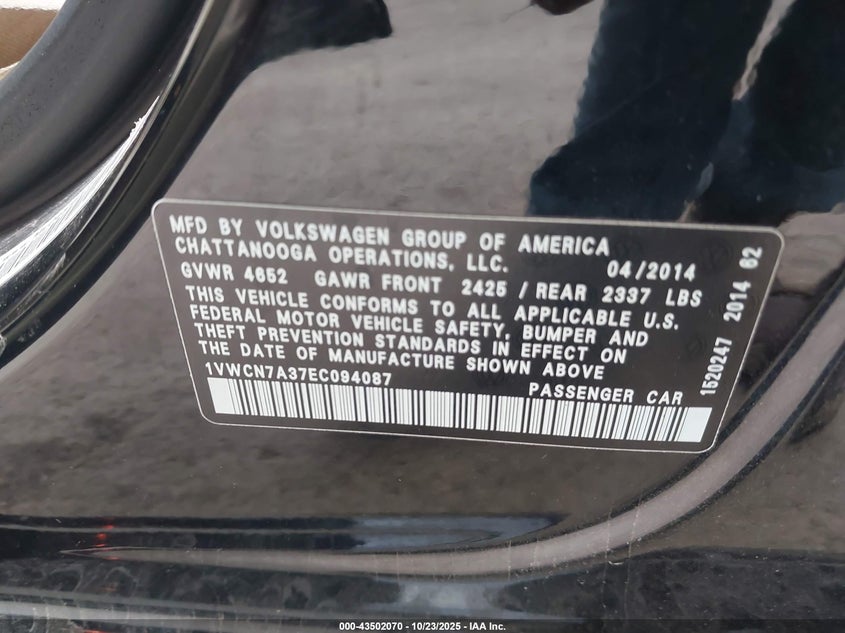 MFD BY VOLKSWAGEN GROUP OF AMERICA
CHATTANOOGA OPERATIONS, LLC. 04/2014
GVWR 4652 GAWR FRONT 2425 / REAR 2337 LBS
THIS VEHICLE CONFORMS TO ALL APPLICABLE U.S.
FEDERAL MOTOR VEHICLE SAFETY, BUMPER AND
THEFT PREVENTION STANDARDS IN EFFECT ON
THE DATE OF MANUFACTURE SHOWN ABOVE
1VWCN7A37EC094087 PASSENGER CAR
1520247 2014 62
000-43502070 | 10/23/2025 | IAA Inc.